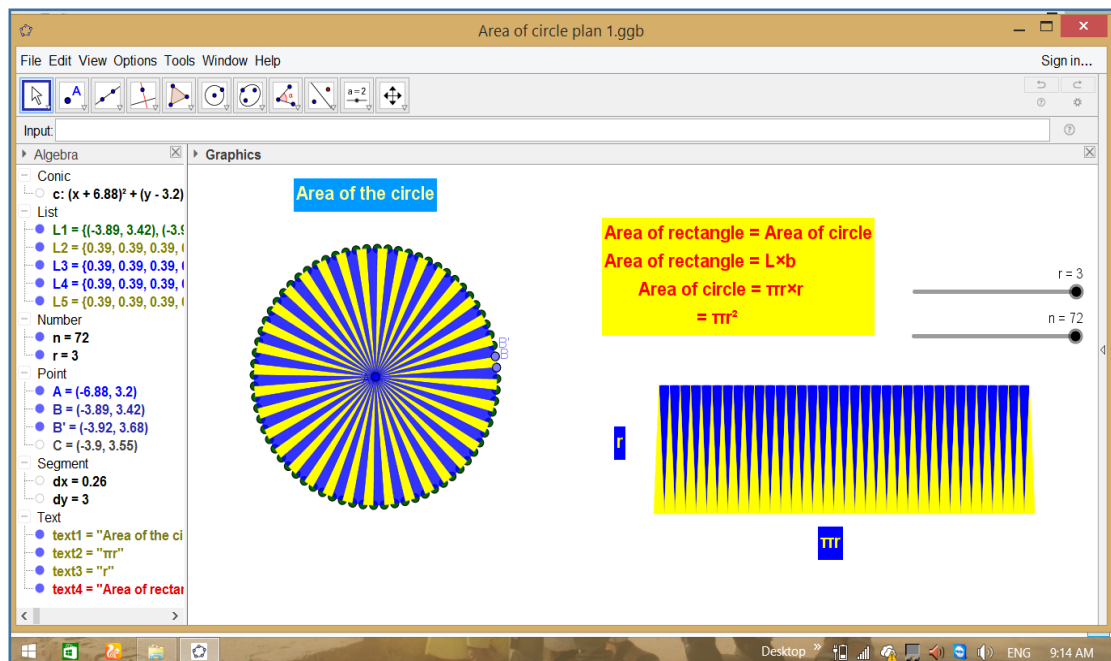 Area of circle plan 1.ggb
File Edit View Options Tools Window Help
Sign in...
A
α
a=2
Input:
Algebra
Graphics
Conic
c: (x + 6.88)² + (y - 3.2)
List
L1 = {(-3.89, 3.42), (-3.9
L2 = {0.39, 0.39, 0.39,
L3 = {0.39, 0.39, 0.39,
L4 = {0.39, 0.39, 0.39,
L5 = {0.39, 0.39, 0.39,
Number
n = 72
r = 3
Point
A = (-6.88, 3.2)
B = (-3.89, 3.42)
B' = (-3.92, 3.68)
C = (-3.9, 3.55)
Segment
dx = 0.26
dy = 3
Text
text1 = "Area of the ci
text2 = "πr"
text3 = "r"
text4 = "Area of rectar
Area of the circle
B'
B
A
Area of rectangle = Area of circle
Area of rectangle = L×b
Area of circle = πr×r
= πr²
r = 3
n = 72
r
πr
Desktop
ENG
9:14 AM